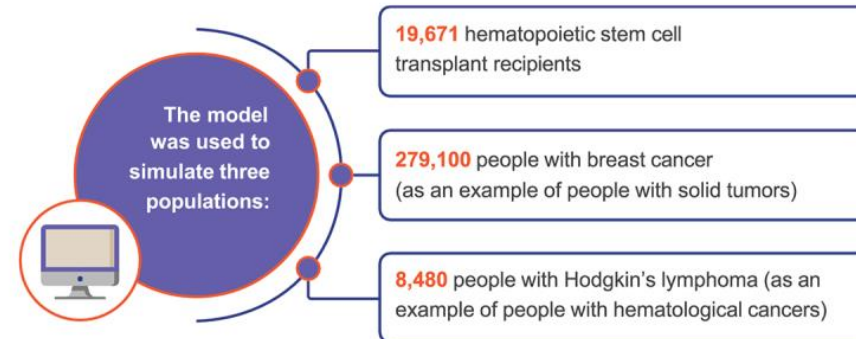 The model
was used to
simulate three
populations:
19,671 hematopoietic stem cell
transplant recipients
279,100 people with breast cancer
(as an example of people with solid tumors)
8,480 people with Hodgkin's lymphoma (as an
example of people with hematological cancers)